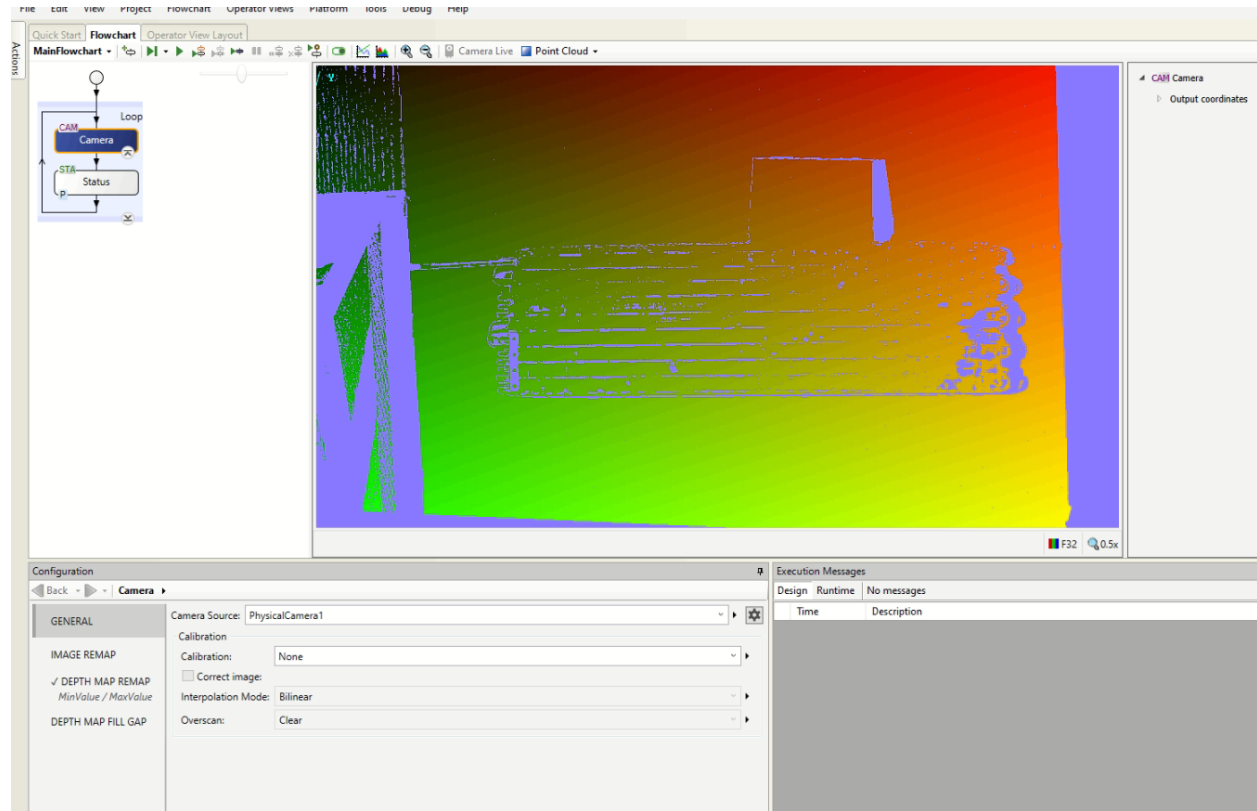 File Edit View Project Flowchart Operator Views Platform Tools Debug Help
Quick Start Flowchart Operator View Layout
Actions
MainFlowchart Camera Live Point Cloud
Loop
CAM
Camera
STA
Status
P
Y
CAM Camera
Output coordinates
F32 0.5x
Configuration
Back Camera
GENERAL
IMAGE REMAP
✓ DEPTH MAP REMAP
MinValue / MaxValue
DEPTH MAP FILL GAP
Camera Source: PhysicalCamera1
Calibration
Calibration: None
Correct image:
Interpolation Mode: Bilinear
Overscan: Clear
Execution Messages
Design Runtime No messages
Time Description